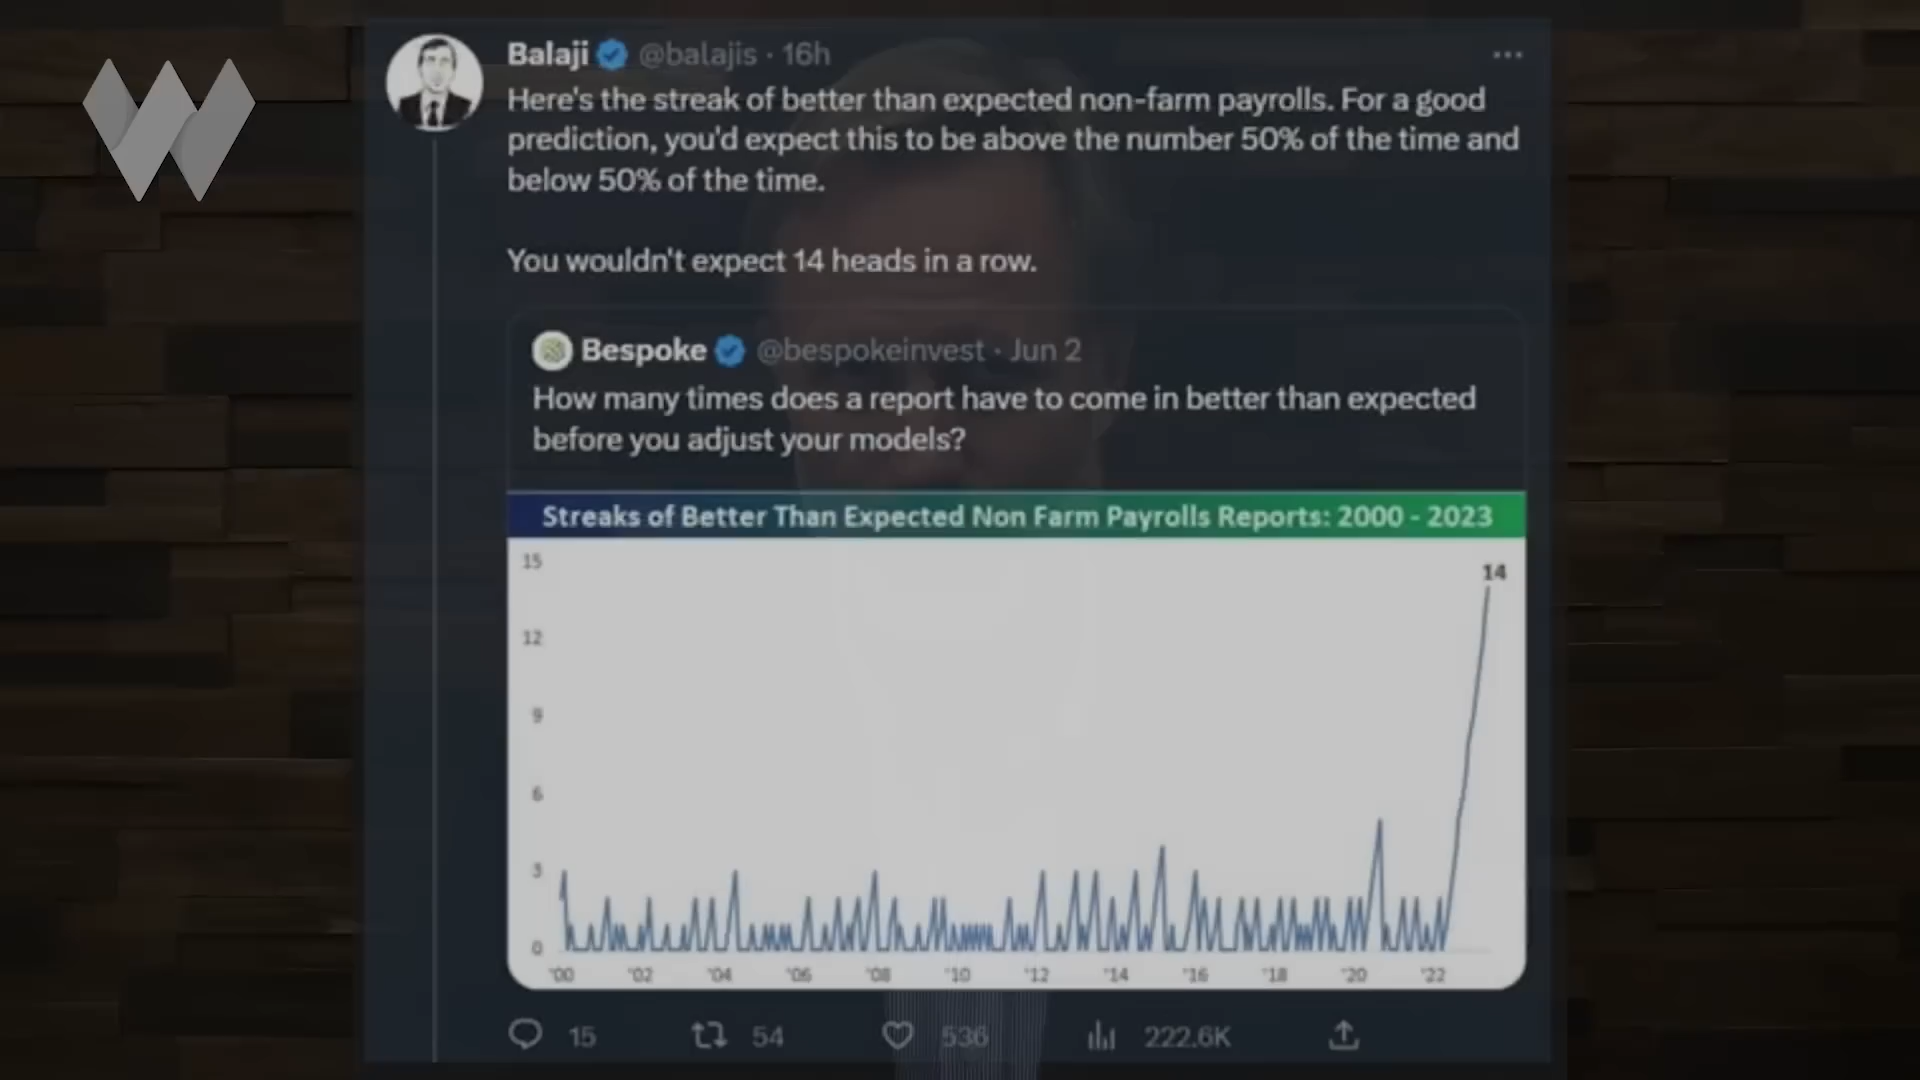 Balaji @balajis · 16h
Here's the streak of better than expected non-farm payrolls. For a good
prediction, you'd expect this to be above the number 50% of the time and
below 50% of the time.
You wouldn't expect 14 heads in a row.
Bespoke @bespokeinvest · Jun 2
How many times does a report have to come in better than expected
before you adjust your models?
Streaks of Better Than Expected Non Farm Payrolls Reports: 2000 - 2023
15
14
12
9
6
3
0
'00 '02 '04 '06 '08 '10 '12 '14 '16 '18 '20 '22
15 54 536 222.6K